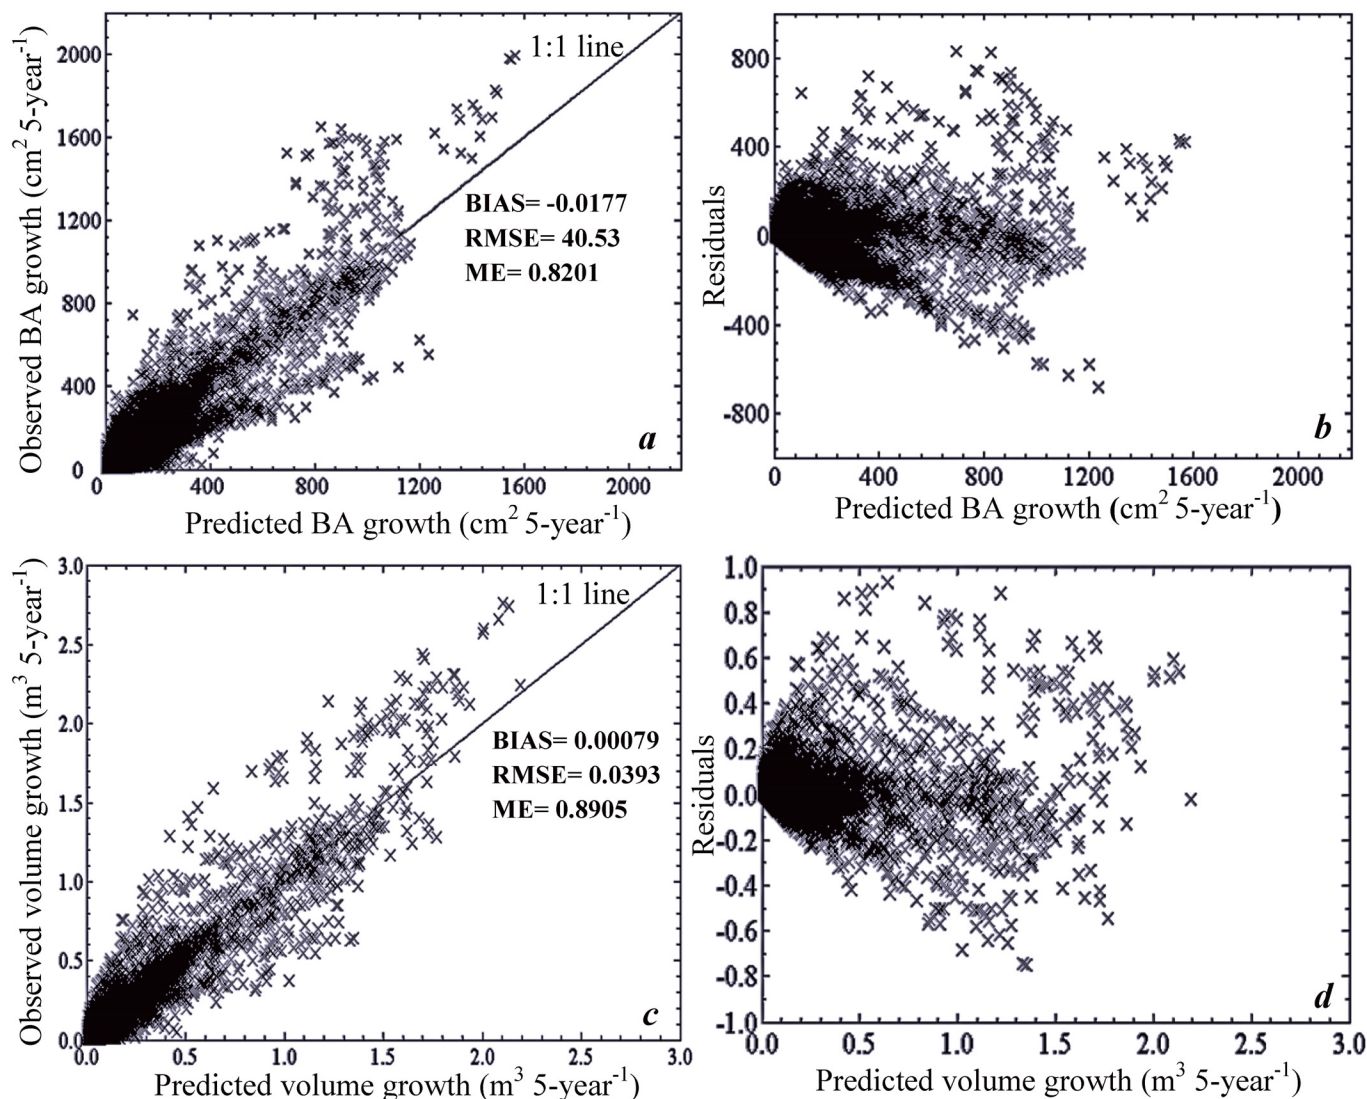 2000
1600
1200
800
400
0
Observed BA growth (cm² 5-year⁻¹)
1:1 line
BIAS= -0.0177
RMSE= 40.53
ME= 0.8201
a
0 400 800 1200 1600 2000
Predicted BA growth (cm² 5-year⁻¹)
800
400
0
-400
-800
Residuals
b
0 400 800 1200 1600 2000
Predicted BA growth (cm² 5-year⁻¹)
3.0
2.5
2.0
1.5
1.0
0.5
0.0
Observed volume growth (m³ 5-year⁻¹)
1:1 line
BIAS= 0.00079
RMSE= 0.0393
ME= 0.8905
c
0.0 0.5 1.0 1.5 2.0 2.5 3.0
Predicted volume growth (m³ 5-year⁻¹)
1.0
0.8
0.6
0.4
0.2
0.0
-0.2
-0.4
-0.6
-0.8
-1.0
Residuals
d
0.0 0.5 1.0 1.5 2.0 2.5 3.0
Predicted volume growth (m³ 5-year⁻¹)